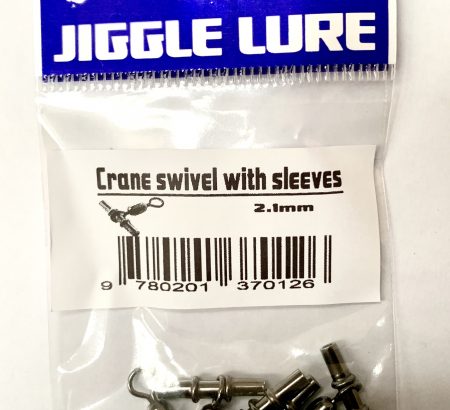 JIGGLE LURE
Crane swivel with sleeves
2.1mm
9 780201 370126